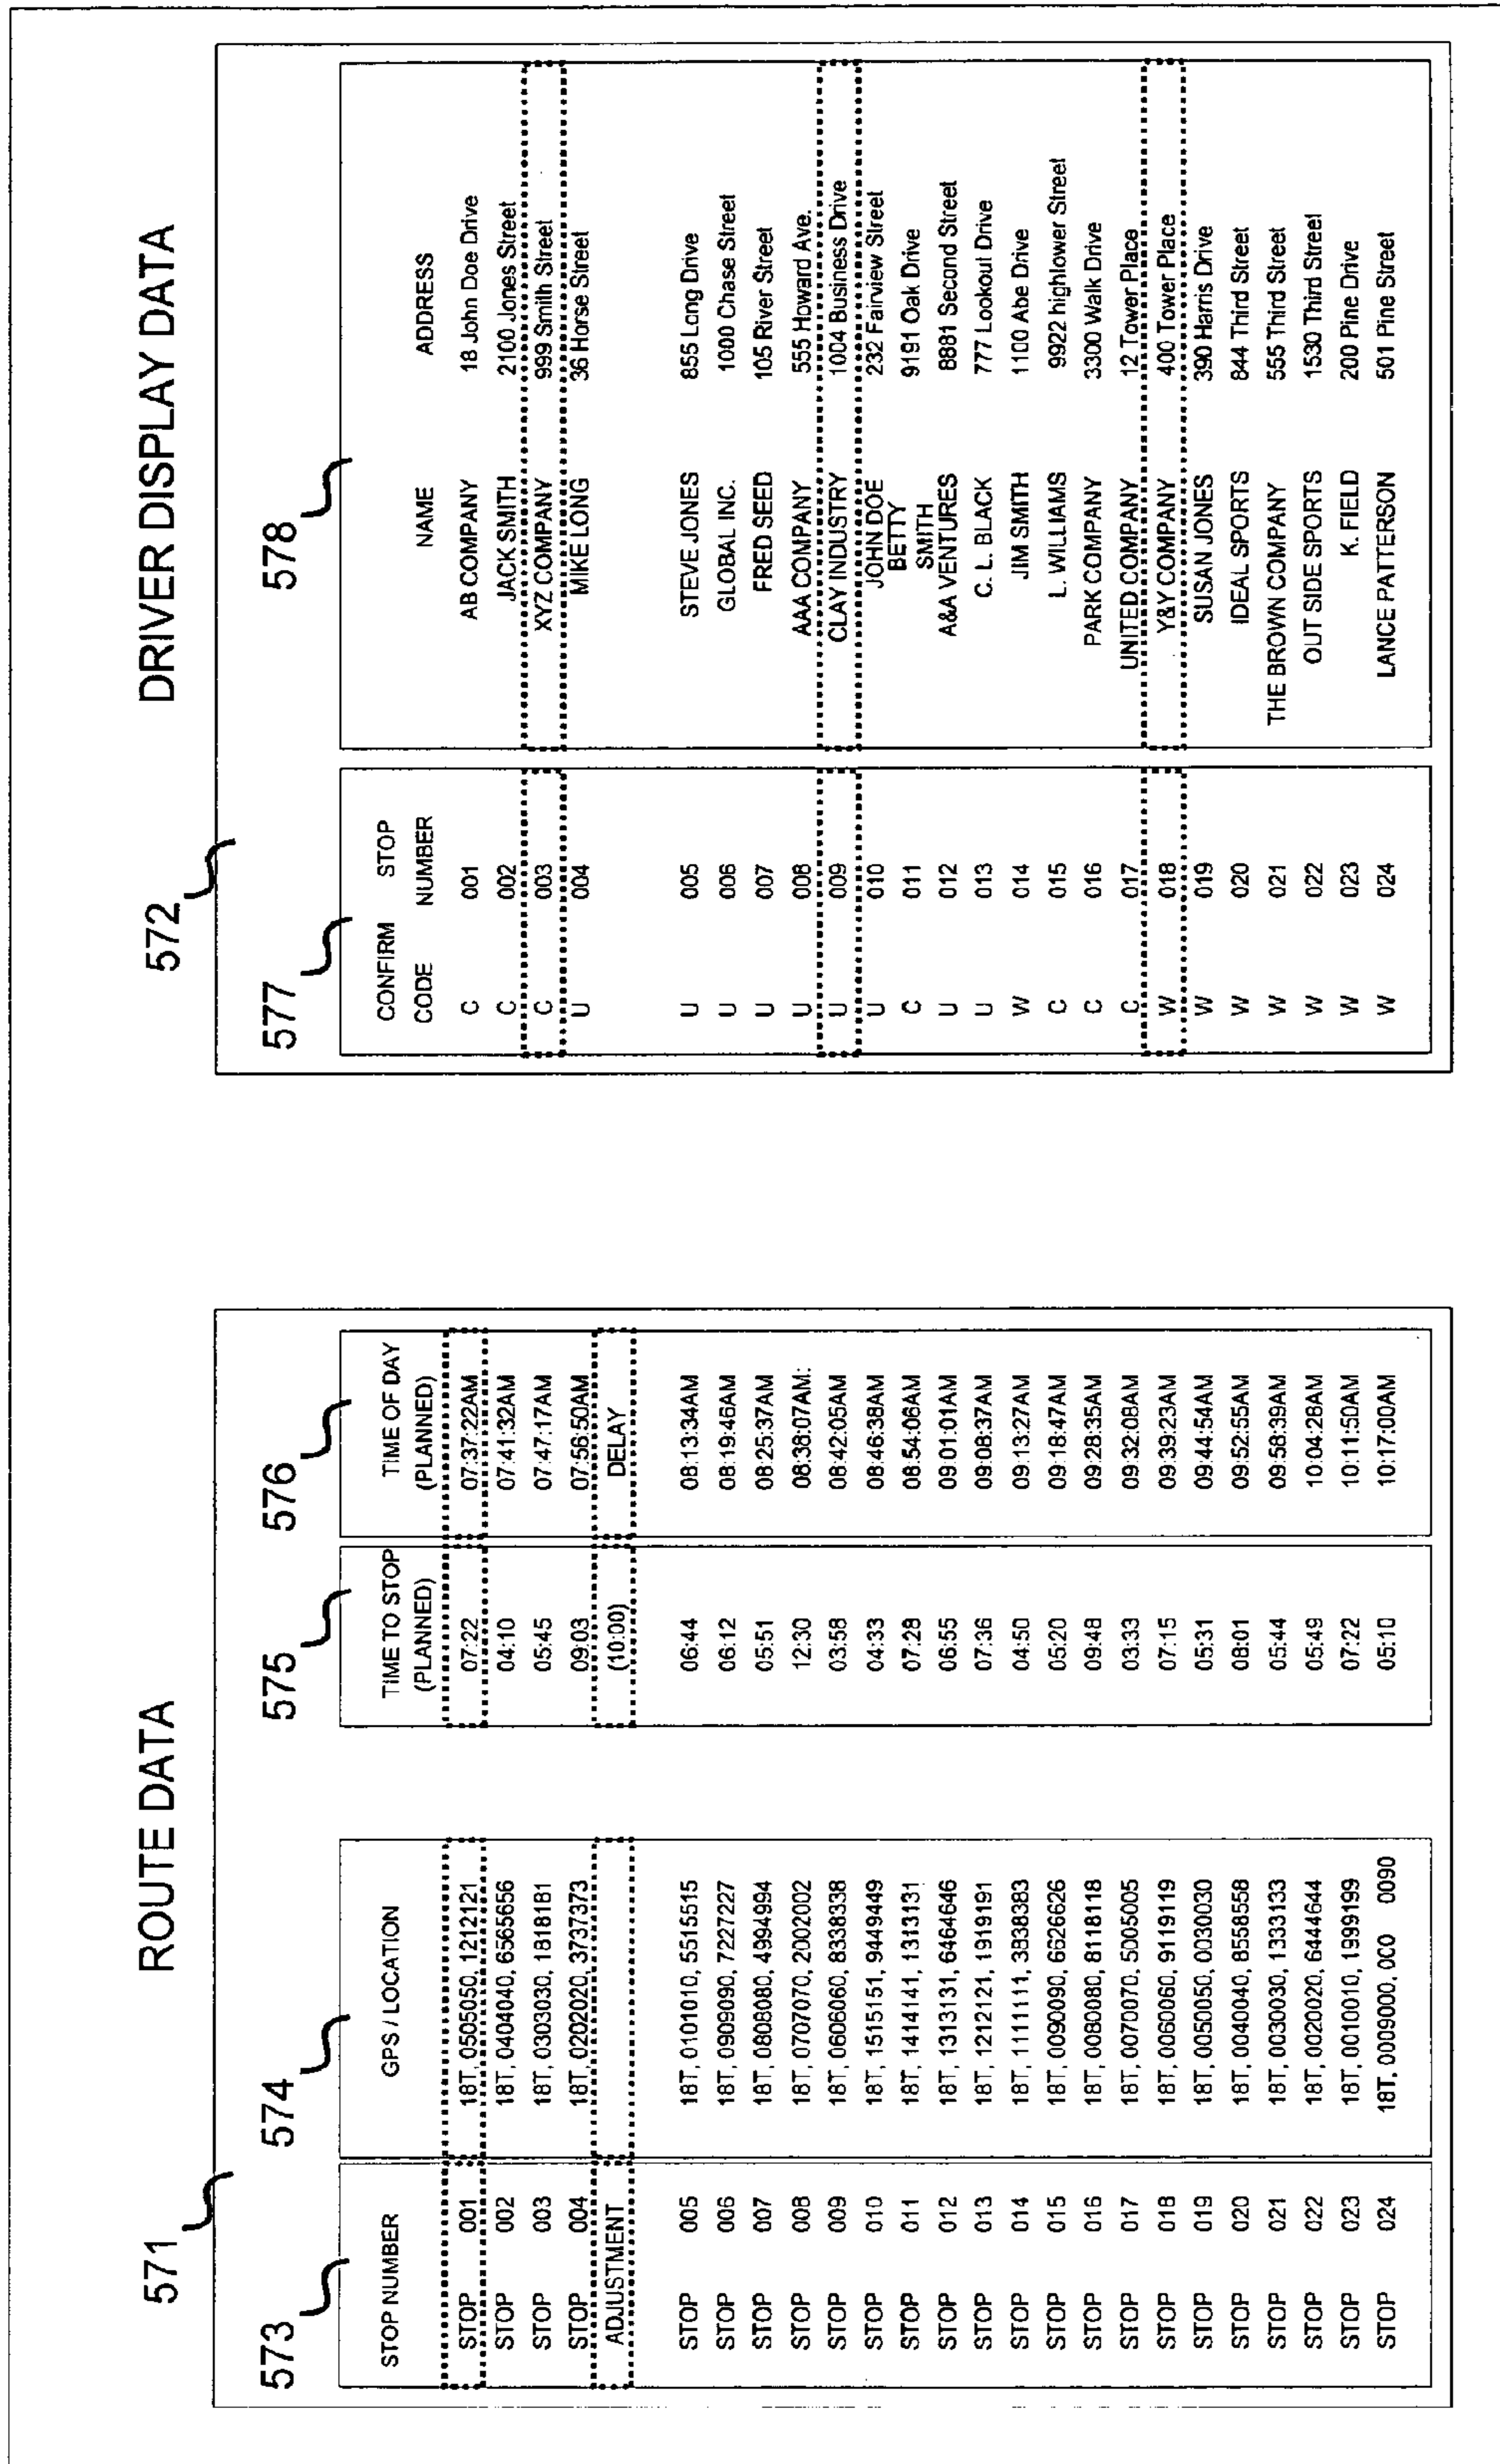 ROUTE DATA
571
573
574
575
576
STOP NUMBER GPS / LOCATION TIME TO STOP (PLANNED) TIME OF DAY (PLANNED)
STOP 001 18T, 0505050, 1212121 07:22 07:37:22AM
STOP 002 18T, 0404040, 6565656 04:10 07:41:32AM
STOP 003 18T, 0303030, 1818181 05:45 07:47:17AM
STOP 004 18T, 0202020, 3737373 09:03 07:56:50AM
ADJUSTMENT (10:00) DELAY
STOP 005 18T, 0101010, 5515515 06:44 08:13:34AM
STOP 006 18T, 0909090, 7227227 06:12 08:19:46AM
STOP 007 18T, 0808080, 4994994 05:51 08:25:37AM
STOP 008 18T, 0707070, 2002002 12:30 08:38:07AM:
STOP 009 18T, 0606060, 8338338 03:58 08:42:05AM
STOP 010 18T, 1515151, 9449449 04:33 08:46:38AM
STOP 011 18T, 1414141, 1313131 07:28 08:54:06AM
STOP 012 18T, 1313131, 6464646 06:55 09:01:01AM
STOP 013 18T, 1212121, 1919191 07:36 09:08:37AM
STOP 014 18T, 1111111, 3838383 04:50 09:13:27AM
STOP 015 18T, 0090090, 6626626 05:20 09:18:47AM
STOP 016 18T, 0080080, 8118118 09:48 09:28:35AM
STOP 017 18T, 0070070, 5005005 03:33 09:32:08AM
STOP 018 18T, 0060060, 9119119 07:15 09:39:23AM
STOP 019 18T, 0050050, 0030030 05:31 09:44:54AM
STOP 020 18T, 0040040, 8558558 08:01 09:52:55AM
STOP 021 18T, 0030030, 1333133 05:44 09:58:39AM
STOP 022 18T, 0020020, 6444644 05:49 10:04:28AM
STOP 023 18T, 0010010, 1999199 07:22 10:11:50AM
STOP 024 18T, 0009000, 000 0090 05:10 10:17:00AM
DRIVER DISPLAY DATA
572
577
578
CONFIRM CODE STOP NUMBER NAME ADDRESS
C 001 AB COMPANY 18 John Doe Drive
C 002 JACK SMITH 2100 Jones Street
C 003 XYZ COMPANY 999 Smith Street
U 004 MIKE LONG 36 Horse Street
U 005 STEVE JONES 855 Long Drive
U 006 GLOBAL INC. 1000 Chase Street
U 007 FRED SEED 105 River Street
U 008 AAA COMPANY 555 Howard Ave.
U 009 CLAY INDUSTRY 1004 Business Drive
U 010 JOHN DOE 232 Fairview Street
C 011 BETTY SMITH 9191 Oak Drive
U 012 A&A VENTURES 8881 Second Street
U 013 C. L. BLACK 777 Lookout Drive
W 014 JIM SMITH 1100 Abe Drive
C 015 L. WILLIAMS 9922 highlower Street
C 016 PARK COMPANY 3300 Walk Drive
C 017 UNITED COMPANY 12 Tower Place
W 018 Y&Y COMPANY 400 Tower Place
W 019 SUSAN JONES 390 Harris Drive
W 020 IDEAL SPORTS 844 Third Street
W 021 THE BROWN COMPANY 555 Third Street
W 022 OUT SIDE SPORTS 1530 Third Street
W 023 K. FIELD 200 Pine Drive
W 024 LANCE PATTERSON 501 Pine Street